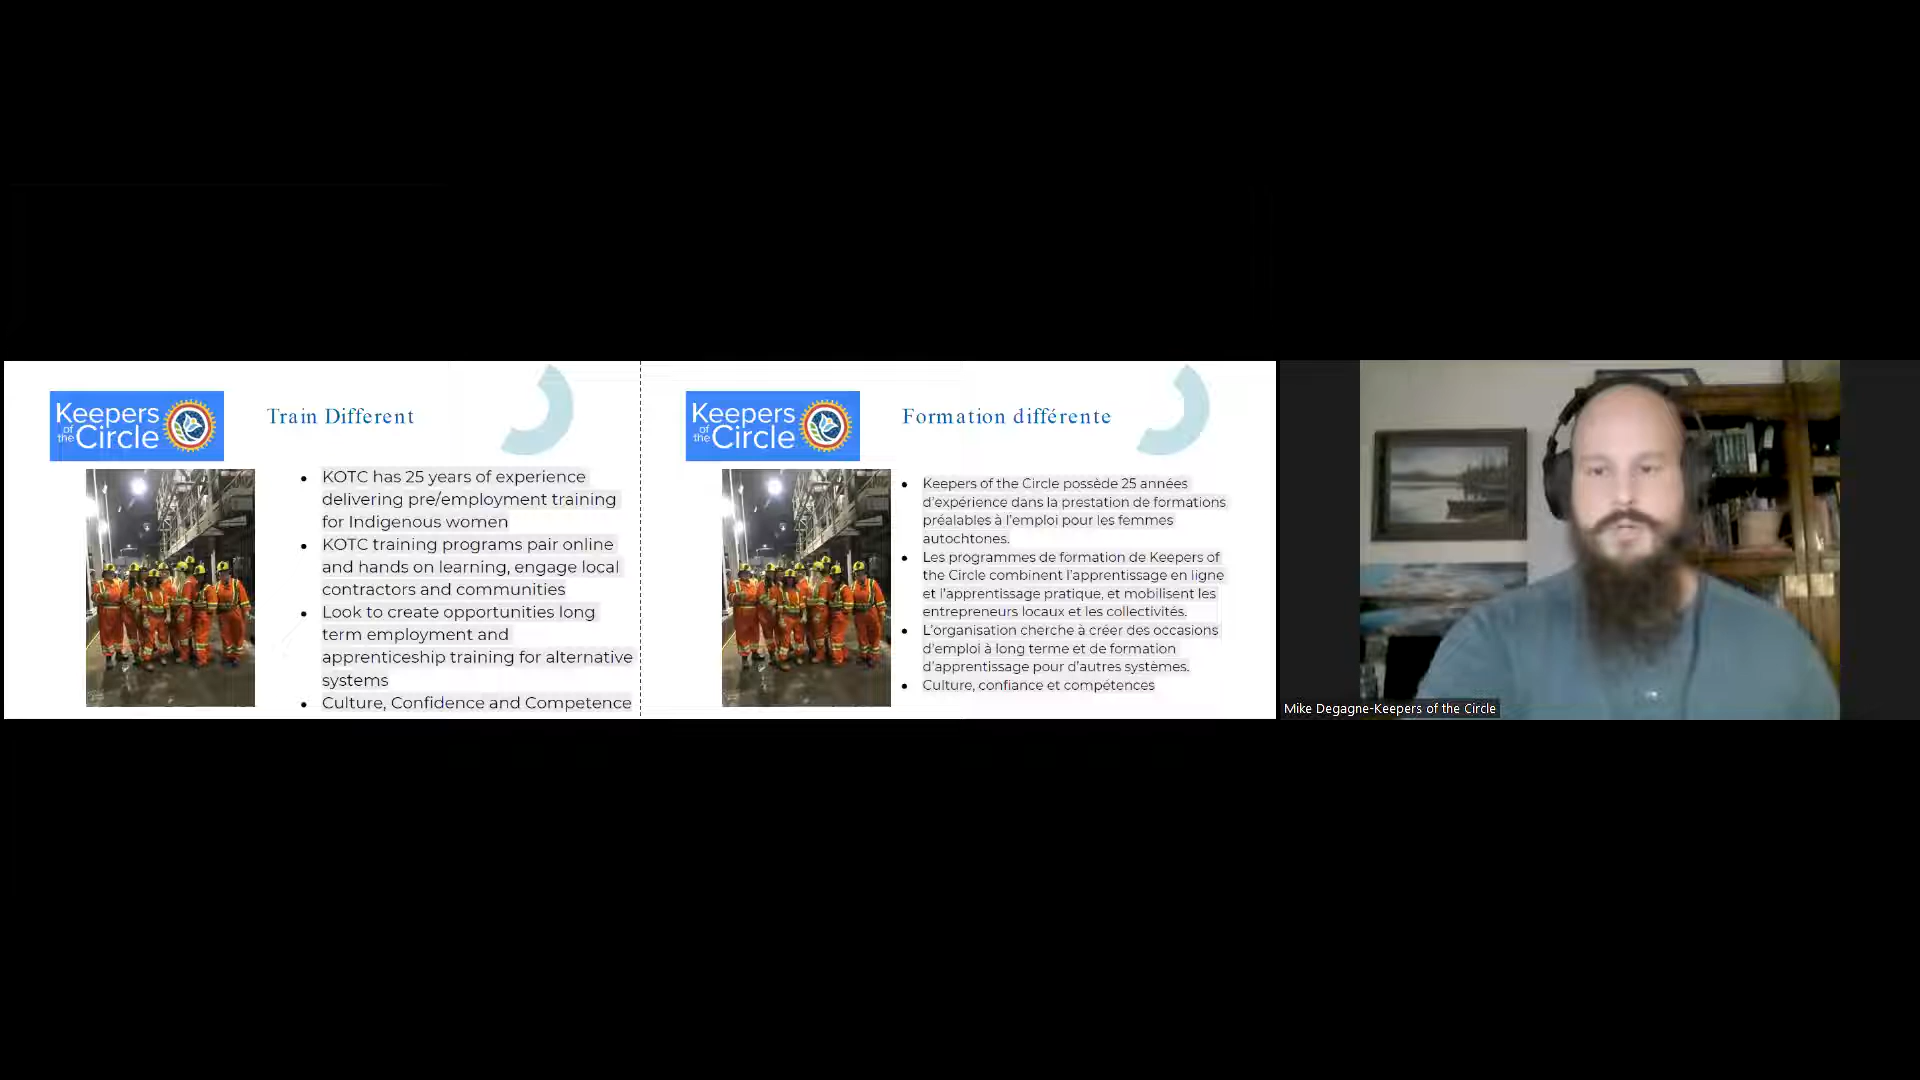 Keepers
of
the Circle
Train Different
KOTC has 25 years of experience
delivering pre/employment training
for Indigenous women
KOTC training programs pair online
and hands on learning, engage local
contractors and communities
Look to create opportunities long
term employment and
apprenticeship training for alternative
systems
Culture, Confidence and Competence
Keepers
of
the Circle
Formation différente
Keepers of the Circle possède 25 années
d'expérience dans la prestation de formations
préalables à l'emploi pour les femmes
autochtones.
Les programmes de formation de Keepers of
the Circle combinent l'apprentissage en ligne
et l'apprentissage pratique, et mobilisent les
entrepreneurs locaux et les collectivités.
L'organisation cherche à créer des occasions
d'emploi à long terme et de formation
d'apprentissage pour d'autres systèmes.
Culture, confiance et compétences
Mike Degagne-Keepers of the Circle